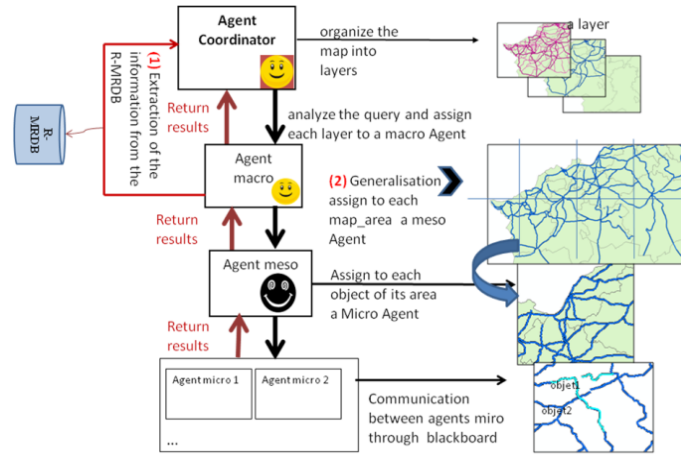 Agent
Coordinator
organize the
map into
layers
a layer
(1) Extraction of the
information from the
R-MRDB
R-
MRDB
Return
results
analyze the query and assign
each layer to a macro Agent
Agent
macro
(2) Generalisation
assign to each
map_area a meso
Agent
Return
results
Agent meso
Assign to each
object of its area
a Micro Agent
Return
results
Agent micro 1
Agent micro 2
...
Communication
between agents miro
through blackboard
objet1
objet2